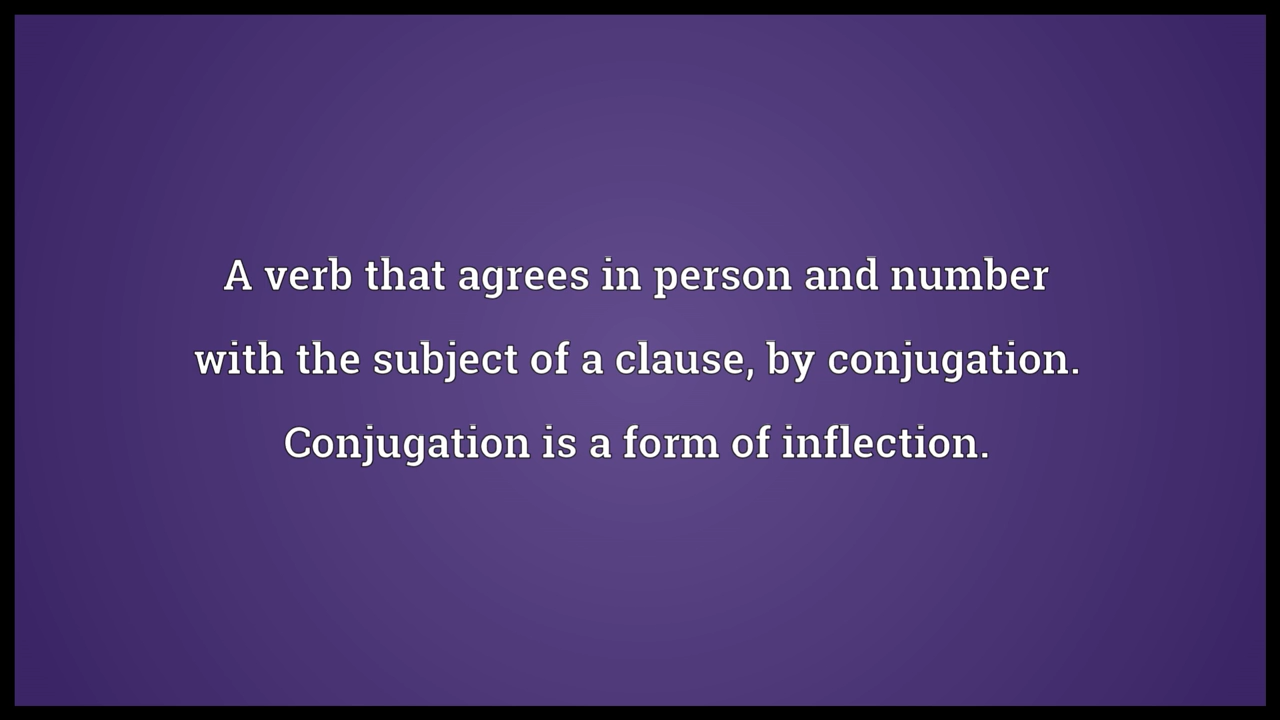 A verb that agrees in person and number
with the subject of a clause, by conjugation.
Conjugation is a form of inflection.